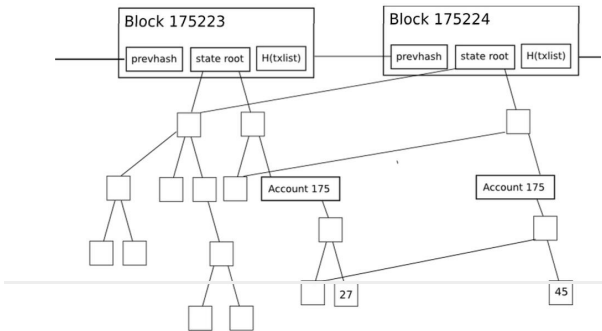 Block 175223
prevhash
state root
H(txlist)
Block 175224
prevhash
state root
H(txlist)
Account 175
Account 175
27
45